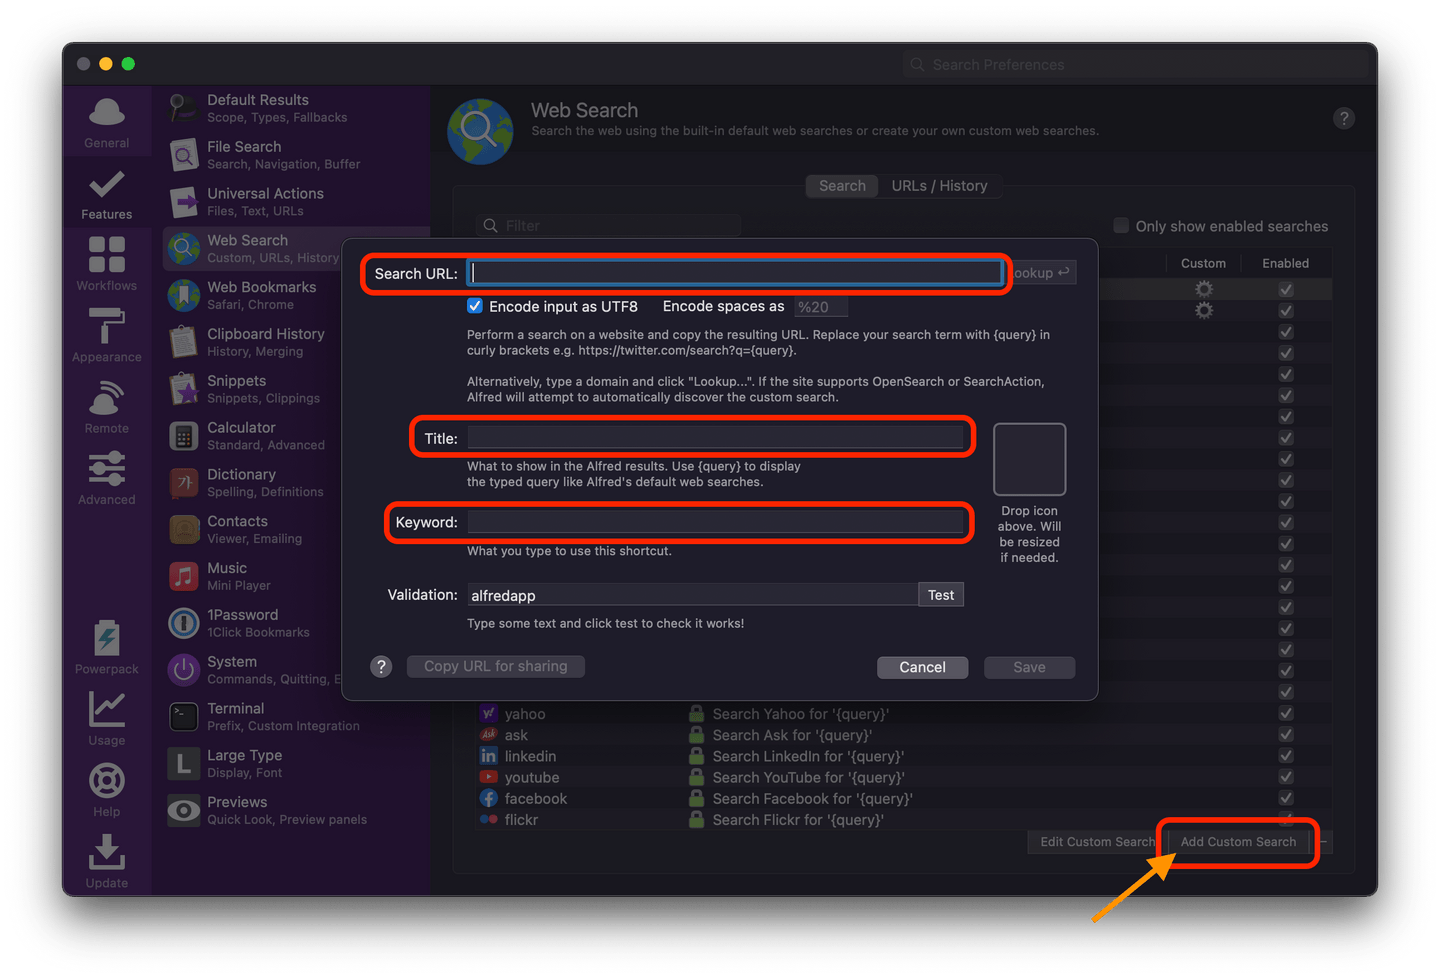 Search Preferences
General
Features
Workflows
Appearance
Remote
Advanced
Powerpack
Usage
Help
Update
Default Results
Scope, Types, Fallbacks
File Search
Search, Navigation, Buffer
Universal Actions
Files, Text, URLs
Web Search
Custom, URLs, History
Web Bookmarks
Safari, Chrome
Clipboard History
History, Merging
Snippets
Snippets, Clippings
Calculator
Standard, Advanced
Dictionary
Spelling, Definitions
Contacts
Viewer, Emailing
Music
Mini Player
1Password
1Click Bookmarks
System
Commands, Quitting, E
Terminal
Prefix, Custom Integration
Large Type
Display, Font
Previews
Quick Look, Preview panels
Web Search
Search the web using the built-in default web searches or create your own custom web searches.
?
Search URLs / History
Filter
Only show enabled searches
Custom Enabled
Search URL: ookup ↩
Encode input as UTF8 Encode spaces as %20
Perform a search on a website and copy the resulting URL. Replace your search term with {query} in
curly brackets e.g. https://twitter.com/search?q={query}.
Alternatively, type a domain and click "Lookup...". If the site supports OpenSearch or SearchAction,
Alfred will attempt to automatically discover the custom search.
Title:
What to show in the Alfred results. Use {query} to display
the typed query like Alfred's default web searches.
Keyword:
What you type to use this shortcut.
Drop icon
above. Will
be resized
if needed.
Validation: alfredapp Test
Type some text and click test to check it works!
? Copy URL for sharing Cancel Save
yahoo Search Yahoo for '{query}'
Ask ask Search Ask for '{query}'
in linkedin Search LinkedIn for '{query}'
youtube Search YouTube for '{query}'
facebook Search Facebook for '{query}'
flickr Search Flickr for '{query}'
Edit Custom Search Add Custom Search